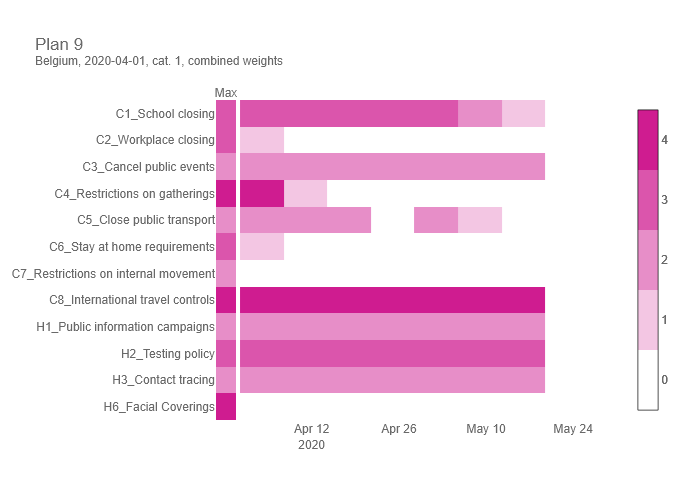 Plan 9
Belgium, 2020-04-01, cat. 1, combined weights
Max
C1_School closing
C2_Workplace closing
C3_Cancel public events
C4_Restrictions on gatherings
C5_Close public transport
C6_Stay at home requirements
C7_Restrictions on internal movement
C8_International travel controls
H1_Public information campaigns
H2_Testing policy
H3_Contact tracing
H6_Facial Coverings
Apr 12
2020
Apr 26
May 10
May 24
4
3
2
1
0